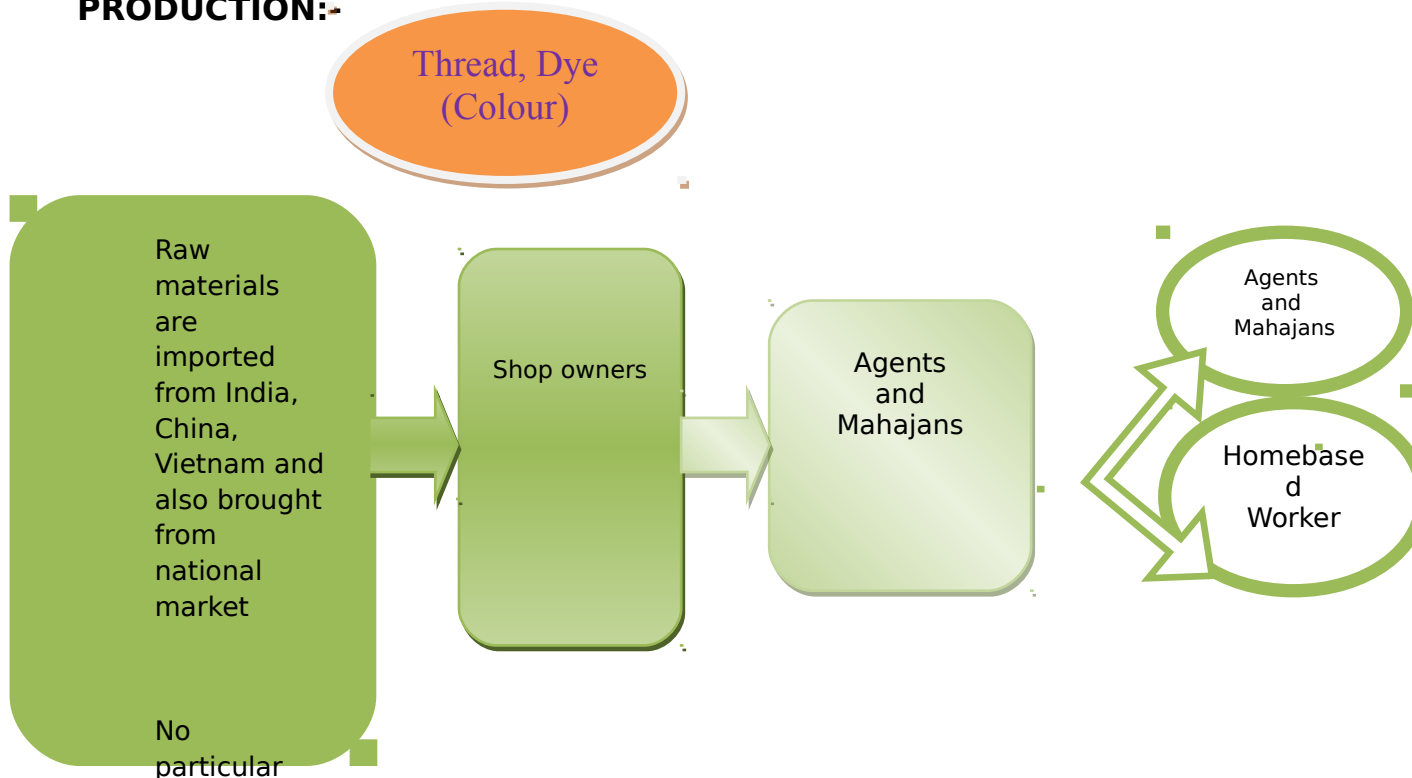 PRODUCTION:-
Thread, Dye
(Colour)
Raw
materials
are
imported
from India,
China,
Vietnam and
also brought
from
national
market
No
particular
Shop owners
Agents
and
Mahajans
Agents
and
Mahajans
Homebase
d
Worker